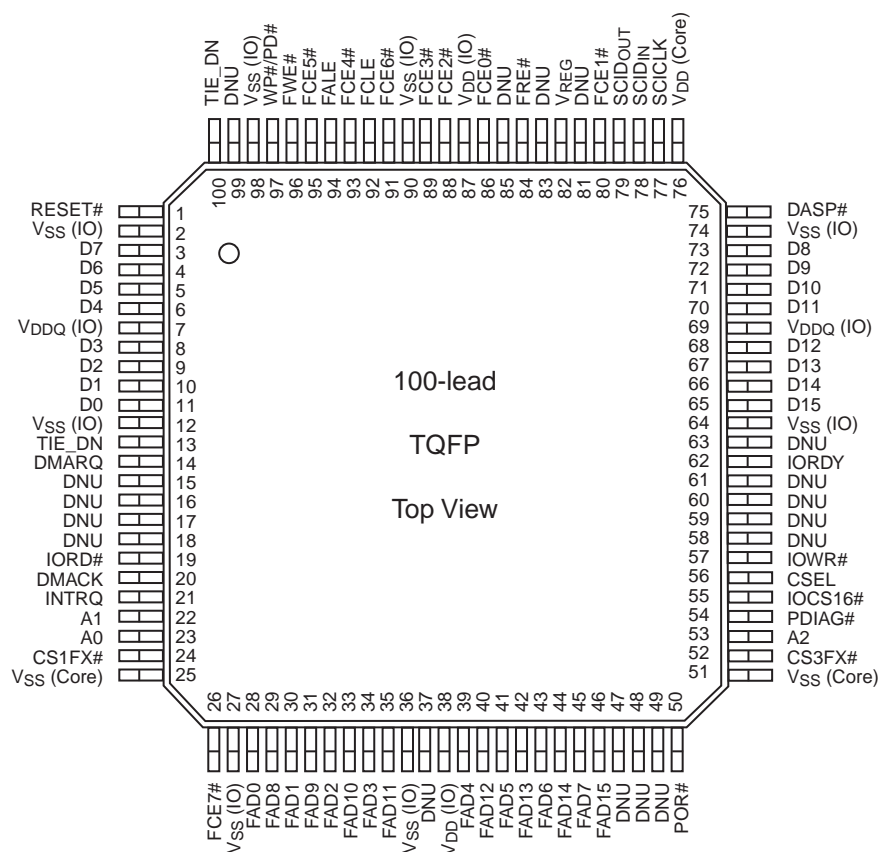 TIE_DN
DNU
VSS (IO)
WP#/PD#
FWE#
FCE5#
FALE
FCE4#
FCLE
FCE6#
VSS (IO)
FCE3#
FCE2#
VDD (IO)
FCE0#
DNU
FRE#
DNU
VREG
DNU
FCE1#
SCIDOUT
SCIDIN
SCICLK
VDD (Core)
100
99
98
97
96
95
94
93
92
91
90
89
88
87
86
85
84
83
82
81
80
79
78
77
76
RESET# 1
VSS (IO) 2
D7 3
D6 4
D5 5
D4 6
VDDQ (IO) 7
D3 8
D2 9
D1 10
D0 11
VSS (IO) 12
TIE_DN 13
DMARQ 14
DNU 15
DNU 16
DNU 17
DNU 18
IORD# 19
DMACK 20
INTRQ 21
A1 22
A0 23
CS1FX# 24
VSS (Core) 25
100-lead
TQFP
Top View
75 DASP#
74 VSS (IO)
73 D8
72 D9
71 D10
70 D11
69 VDDQ (IO)
68 D12
67 D13
66 D14
65 D15
64 VSS (IO)
63 DNU
62 IORDY
61 DNU
60 DNU
59 DNU
58 DNU
57 IOWR#
56 CSEL
55 IOCS16#
54 PDIAG#
53 A2
52 CS3FX#
51 VSS (Core)
26
27
28
29
30
31
32
33
34
35
36
37
38
39
40
41
42
43
44
45
46
47
48
49
50
FCE7#
VSS (IO)
FAD0
FAD8
FAD1
FAD9
FAD2
FAD10
FAD3
FAD11
VSS (IO)
DNU
VDD (IO)
FAD4
FAD12
FAD5
FAD13
FAD6
FAD14
FAD7
FAD15
DNU
DNU
DNU
POR#